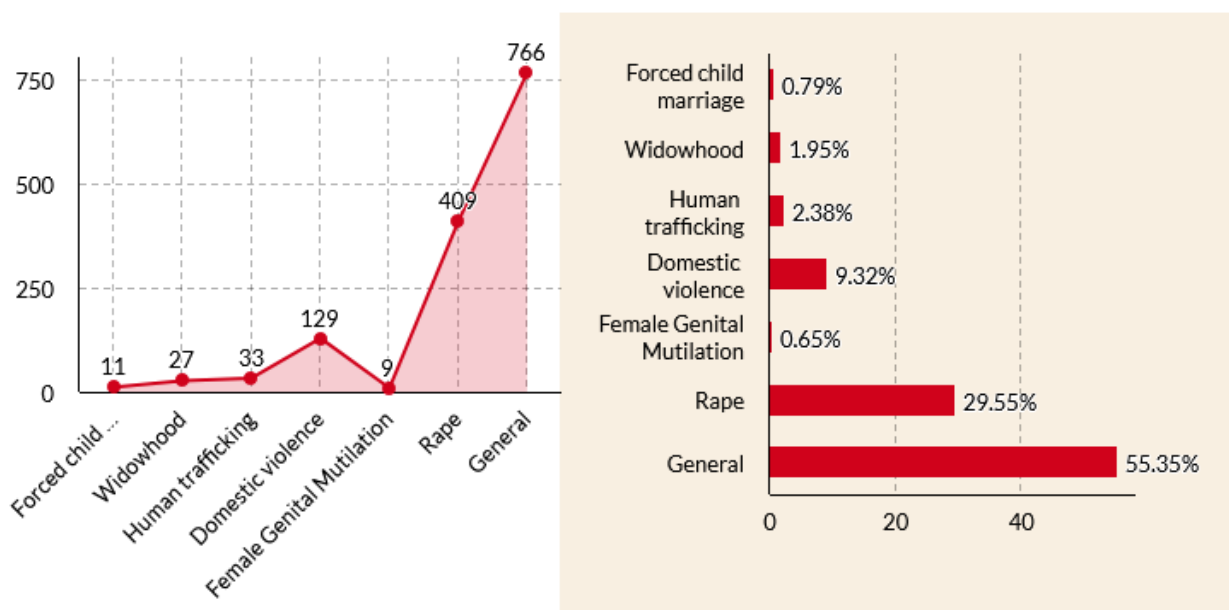 766
750
500
409
250
129
11
27
33
9
0
Forced child ...
Widowhood
Human trafficking
Domestic violence
Female Genital Mutilation
Rape
General
Forced child
marriage
0.79%
Widowhood
1.95%
Human
trafficking
2.38%
Domestic
violence
9.32%
Female Genital
Mutilation
0.65%
Rape
29.55%
General
55.35%
0
20
40